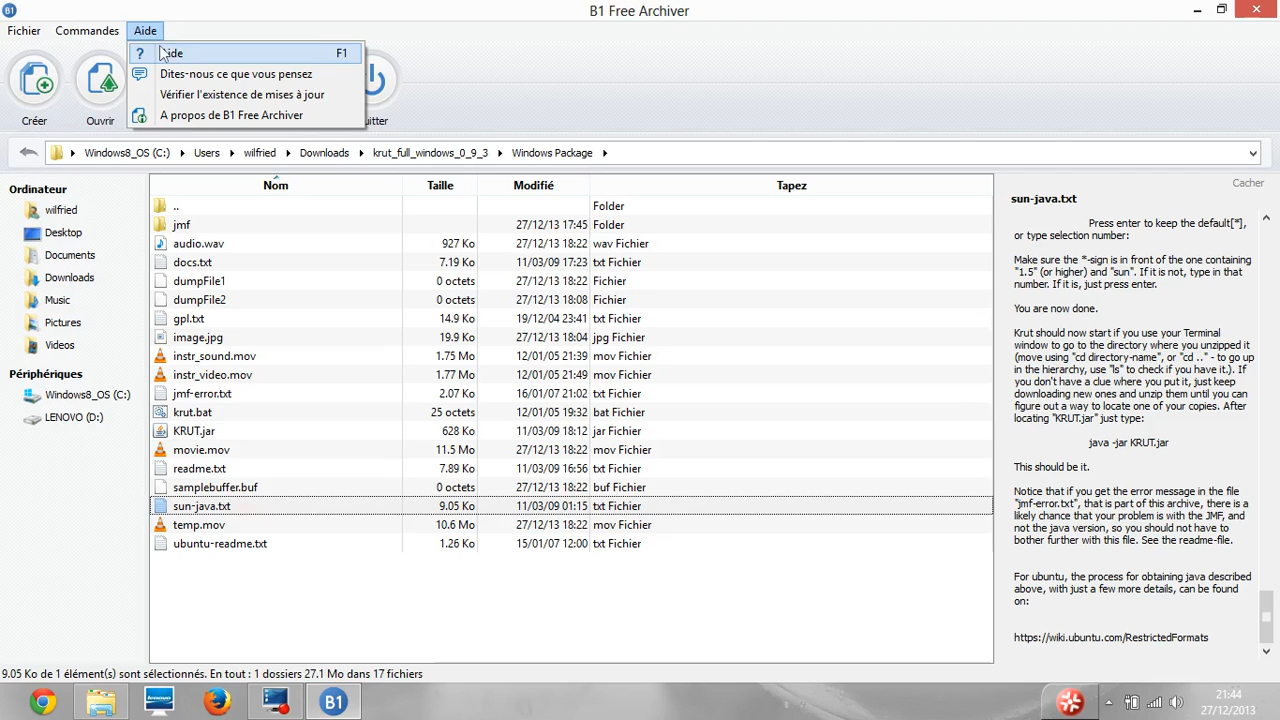 B1 B1 Free Archiver
Fichier Commandes Aide
? ide F1
Dites-nous ce que vous pensez
Vérifier l'existence de mises à jour
A propos de B1 Free Archiver
Créer Ouvrir uitter
Windows8_OS (C:) Users wilfried Downloads krut_full_windows_0_9_3 Windows Package
Ordinateur
wilfried
Desktop
Documents
Downloads
Music
Pictures
Videos
Périphériques
Windows8_OS (C:)
LENOVO (D:)
Nom Taille Modifié Tapez
.. Folder
jmf 27/12/13 17:45 Folder
audio.wav 927 Ko 27/12/13 18:22 wav Fichier
docs.txt 7.19 Ko 11/03/09 17:23 txt Fichier
dumpFile1 0 octets 27/12/13 18:22 Fichier
dumpFile2 0 octets 27/12/13 18:08 Fichier
gpl.txt 14.9 Ko 19/12/04 23:41 txt Fichier
image.jpg 19.9 Ko 27/12/13 18:22 jpg Fichier
instr_sound.mov 1.75 Mo 12/01/05 21:39 mov Fichier
instr_video.mov 1.77 Mo 12/01/05 21:49 mov Fichier
jmf-error.txt 2.07 Ko 16/01/07 21:02 txt Fichier
krut.bat 25 octets 12/01/05 19:32 bat Fichier
KRUT.jar 628 Ko 11/03/09 18:12 jar Fichier
movie.mov 11.5 Mo 27/12/13 18:22 mov Fichier
readme.txt 7.89 Ko 11/03/09 16:56 txt Fichier
samplebuffer.buf 0 octets 27/12/13 18:22 buf Fichier
sun-java.txt 9.05 Ko 11/03/09 01:15 txt Fichier
temp.mov 10.6 Mo 27/12/13 18:22 mov Fichier
ubuntu-readme.txt 1.26 Ko 15/01/07 12:00 txt Fichier
Cacher
sun-java.txt
Press enter to keep the default[*],
or type selection number:
Make sure the *-sign is in front of the one containing
"1.5" (or higher) and "sun". If it is not, type in that
number. If it is, just press enter.
You are now done.
Krut should now start if you use your Terminal
window to go to the directory where you unzipped it
(move using "cd directory-name", or "cd .." - to go up
in the hierarchy, use "ls" to check if you have it.). If
you don't have a clue where you put it, just keep
downloading new ones and unzip them until you can
figure out a way to locate one of your copies. After
locating "KRUT.jar" just type:
java -jar KRUT.jar
This should be it.
Notice that if you get the error message in the file
"jmf-error.txt", that is part of this archive, there is a
likely chance that your problem is with the JMF, and
not the java version, so you should not have to
bother further with this file. See the readme-file.
For ubuntu, the process for obtaining java described
above, with just a few more details, can be found
on:
https://wiki.ubuntu.com/RestrictedFormats
9.05 Ko de 1 élément(s) sont sélectionnés. En tout : 1 dossiers 27.1 Mo dans 17 fichiers
B1
21:44
27/12/2013